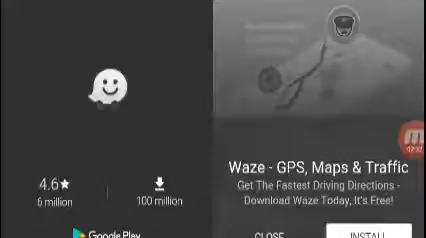 4.6★
6 million
100 million
Google Play
Waze - GPS, Maps & Traffic
Get The Fastest Driving Directions -
Download Waze Today, It's Free!
CLOSE
INSTALL